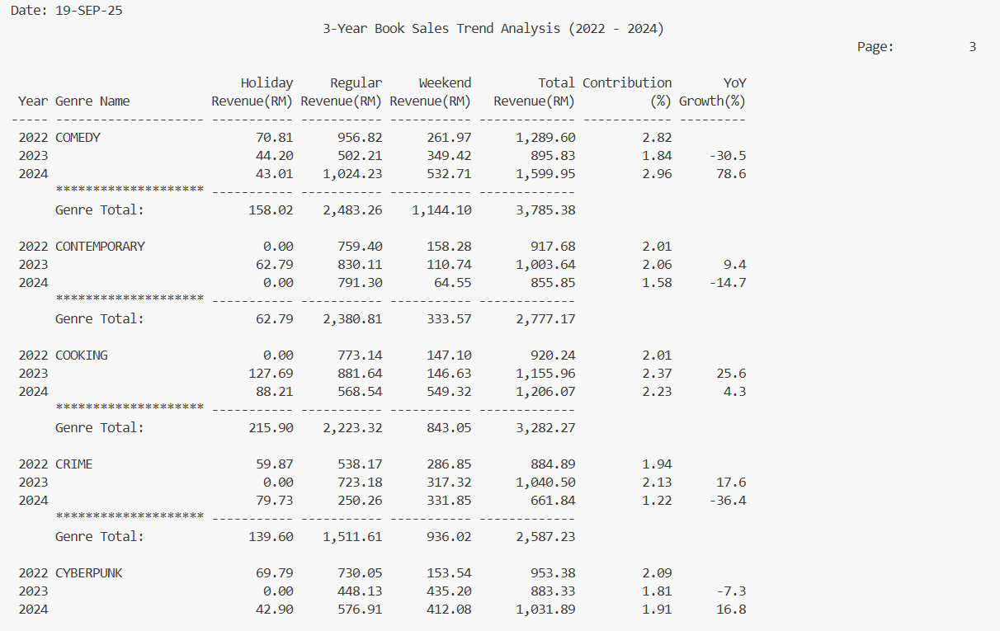 Date: 19-SEP-25
3-Year Book Sales Trend Analysis (2022 - 2024)
Page: 3
Holiday Regular Weekend Total Contribution YoY
Year Genre Name Revenue(RM) Revenue(RM) Revenue(RM) Revenue(RM) (%) Growth(%)
----- -------------------- ----------- ----------- ----------- ------------- ------------ ---------
2022 COMEDY 70.81 956.82 261.97 1,289.60 2.82
2023 44.20 502.21 349.42 895.83 1.84 -30.5
2024 43.01 1,024.23 532.71 1,599.95 2.96 78.6
******************** ----------- ----------- ----------- -------------
Genre Total: 158.02 2,483.26 1,144.10 3,785.38
2022 CONTEMPORARY 0.00 759.40 158.28 917.68 2.01
2023 62.79 830.11 110.74 1,003.64 2.06 9.4
2024 0.00 791.30 64.55 855.85 1.58 -14.7
******************** ----------- ----------- ----------- -------------
Genre Total: 62.79 2,380.81 333.57 2,777.17
2022 COOKING 0.00 773.14 147.10 920.24 2.01
2023 127.69 881.64 146.63 1,155.96 2.37 25.6
2024 88.21 568.54 549.32 1,206.07 2.23 4.3
******************** ----------- ----------- ----------- -------------
Genre Total: 215.90 2,223.32 843.05 3,282.27
2022 CRIME 59.87 538.17 286.85 884.89 1.94
2023 0.00 723.18 317.32 1,040.50 2.13 17.6
2024 79.73 250.26 331.85 661.84 1.22 -36.4
******************** ----------- ----------- ----------- -------------
Genre Total: 139.60 1,511.61 936.02 2,587.23
2022 CYBERPUNK 69.79 730.05 153.54 953.38 2.09
2023 0.00 448.13 435.20 883.33 1.81 -7.3
2024 42.90 576.91 412.08 1,031.89 1.91 16.8